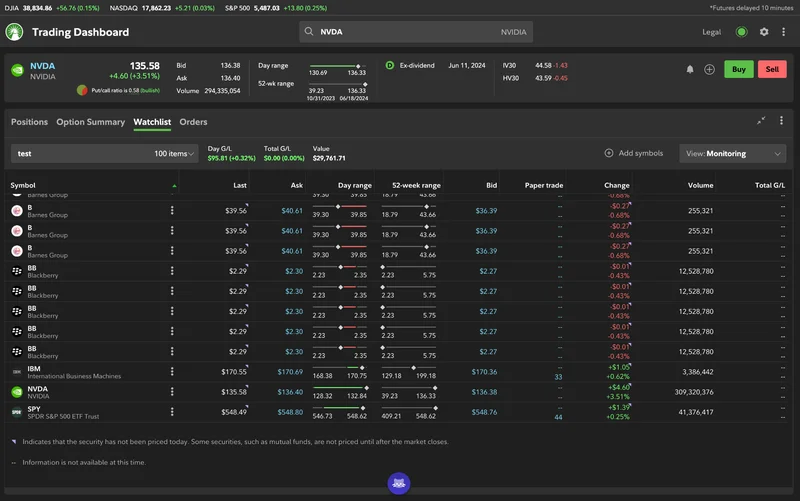 DJIA 38,834.86 +56.76 (0.15%) NASDAQ 17,862.23 +5.21 (0.03%) S&P 500 5,487.03 +13.80 (0.25%) *Futures delayed 10 minutes
Trading Dashboard NVDA NVIDIA Legal
NVDA 135.58 Bid 136.38 Day range Ex-dividend Jun 11, 2024 IV30 44.58 -1.43 Buy Sell
NVIDIA +4.60 (+3.51%) Ask 136.40 130.69 136.33 HV30 43.59 -0.45
Put/call ratio is 0.58 (bullish) Volume 294,335,054 52-wk range 39.23 136.33
10/31/2023 06/18/2024
Positions Option Summary Watchlist Orders
test 100 items Day G/L Total G/L Value Add symbols View: Monitoring
$95.81 (+0.32%) $0.00 (0.00%) $29,761.71
Symbol Last Ask Day range 52-week range Bid Paper trade Change Volume Total G/L
Barnes Group 39.30 39.85 18.79 43.66 -- -0.68% --
B $39.56 $40.61 $36.39 -- -$0.27 255,321 --
Barnes Group 39.30 39.85 18.79 43.66 -- -0.68% --
B $39.56 $40.61 $36.39 -- -$0.27 255,321 --
Barnes Group 39.30 39.85 18.79 43.66 -- -0.68% --
B $39.56 $40.61 $36.39 -- -$0.27 255,321 --
Barnes Group 39.30 39.85 18.79 43.66 -- -0.68% --
BB $2.29 $2.30 $2.27 -- -$0.01 12,528,780 --
Blackberry 2.23 2.35 2.23 5.75 -- -0.43% --
BB $2.29 $2.30 $2.27 -- -$0.01 12,528,780 --
Blackberry 2.23 2.35 2.23 5.75 -- -0.43% --
BB $2.29 $2.30 $2.27 -- -$0.01 12,528,780 --
Blackberry 2.23 2.35 2.23 5.75 -- -0.43% --
BB $2.29 $2.30 $2.27 -- -$0.01 12,528,780 --
Blackberry 2.23 2.35 2.23 5.75 -- -0.43% --
BB $2.29 $2.30 $2.27 -- -$0.01 12,528,780 --
Blackberry 2.23 2.35 2.23 5.75 -- -0.43% --
IBM $170.55 $170.69 $170.36 -- +$1.05 3,386,442 --
International Business Machines 168.38 170.75 129.18 199.18 33 +0.62% --
NVDA $135.58 $136.40 $136.38 -- +$4.60 309,320,376 --
NVIDIA 128.32 132.84 39.23 136.33 -- +3.51% --
SPY $548.49 $548.80 $548.76 -- +$1.39 41,376,417 --
SPDR S&P 500 ETF Trust 546.73 548.62 409.21 548.62 44 +0.25% --
Indicates that the security has not been priced today. Some securities, such as mutual funds, are not priced until after the market closes.
-- Information is not available at this time.